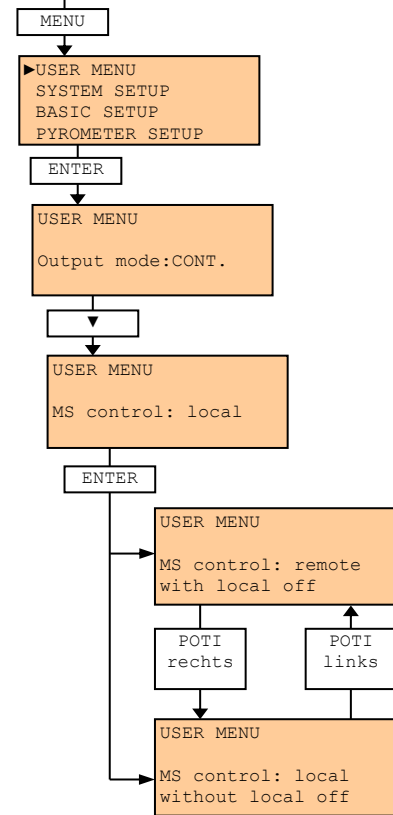 MENU
►USER MENU
SYSTEM SETUP
BASIC SETUP
PYROMETER SETUP
ENTER
USER MENU
Output mode:CONT.
▼
USER MENU
MS control: local
ENTER
USER MENU
MS control: remote
with local off
POTI
rechts
POTI
links
USER MENU
MS control: local
without local off